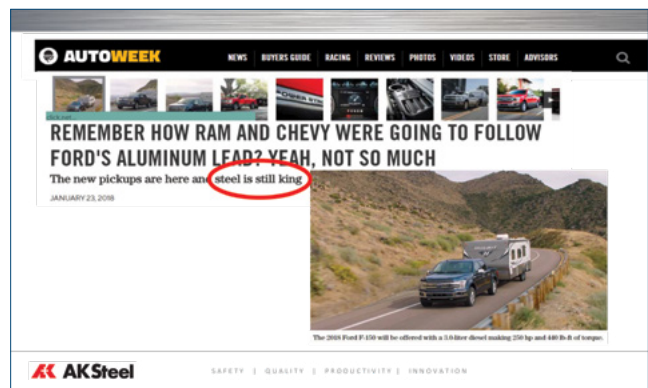 AUTOWEEK NEWS BUYERS GUIDE RACING REVIEWS PHOTOS VIDEOS STORE ADVISORS
REMEMBER HOW RAM AND CHEVY WERE GOING TO FOLLOW
FORD'S ALUMINUM LEAD? YEAH, NOT SO MUCH
The new pickups are here and steel is still king
JANUARY 23, 2018
The 2018 Ford F-150 will be offered with a 3.0-liter diesel making 250 hp and 440 lb-ft of torque.
AK Steel SAFETY | QUALITY | PRODUCTIVITY | INNOVATION